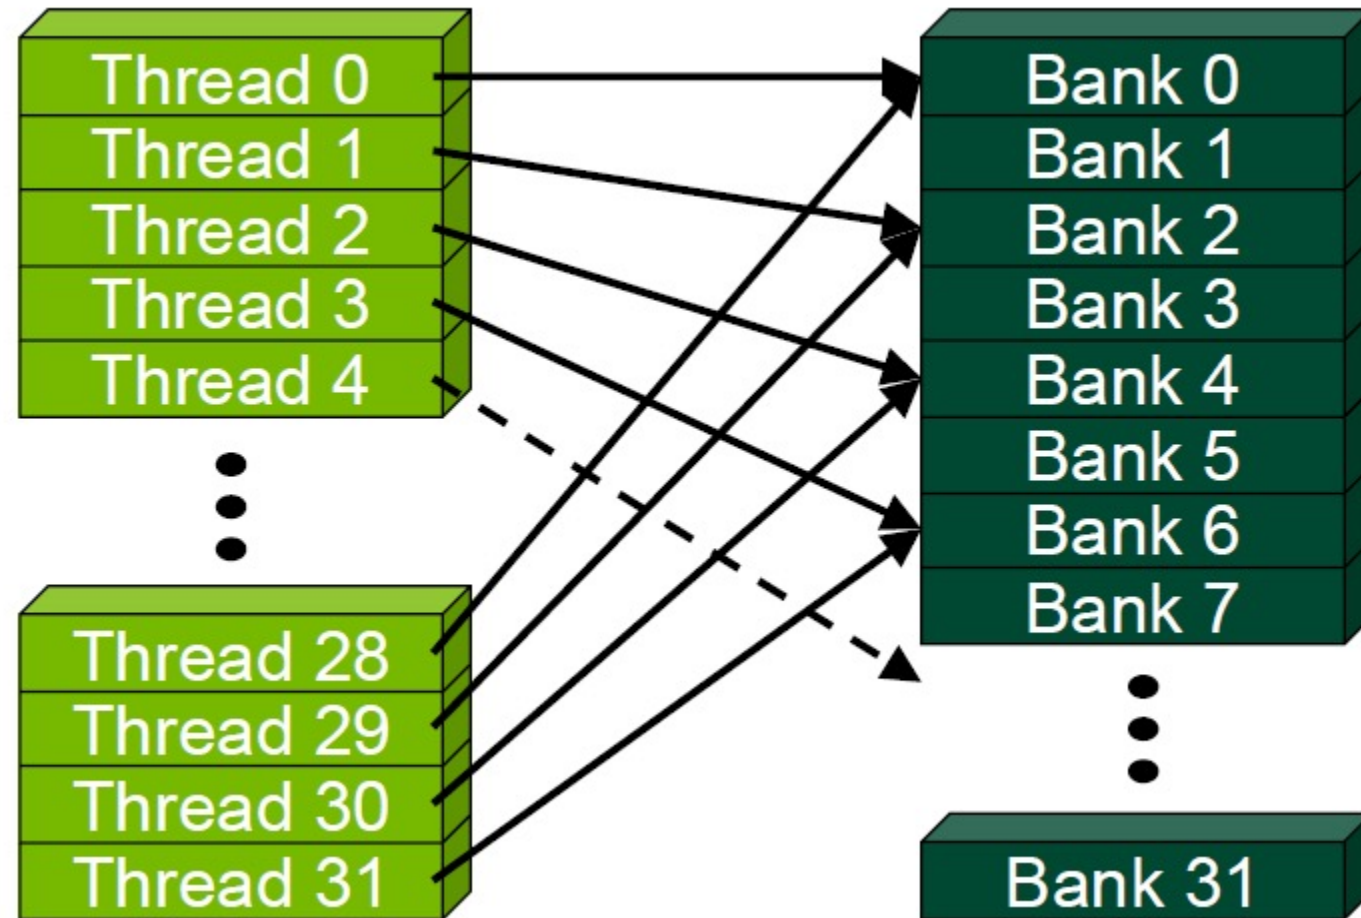 Thread 0
Thread 1
Thread 2
Thread 3
Thread 4
Thread 28
Thread 29
Thread 30
Thread 31
Bank 0
Bank 1
Bank 2
Bank 3
Bank 4
Bank 5
Bank 6
Bank 7
Bank 31